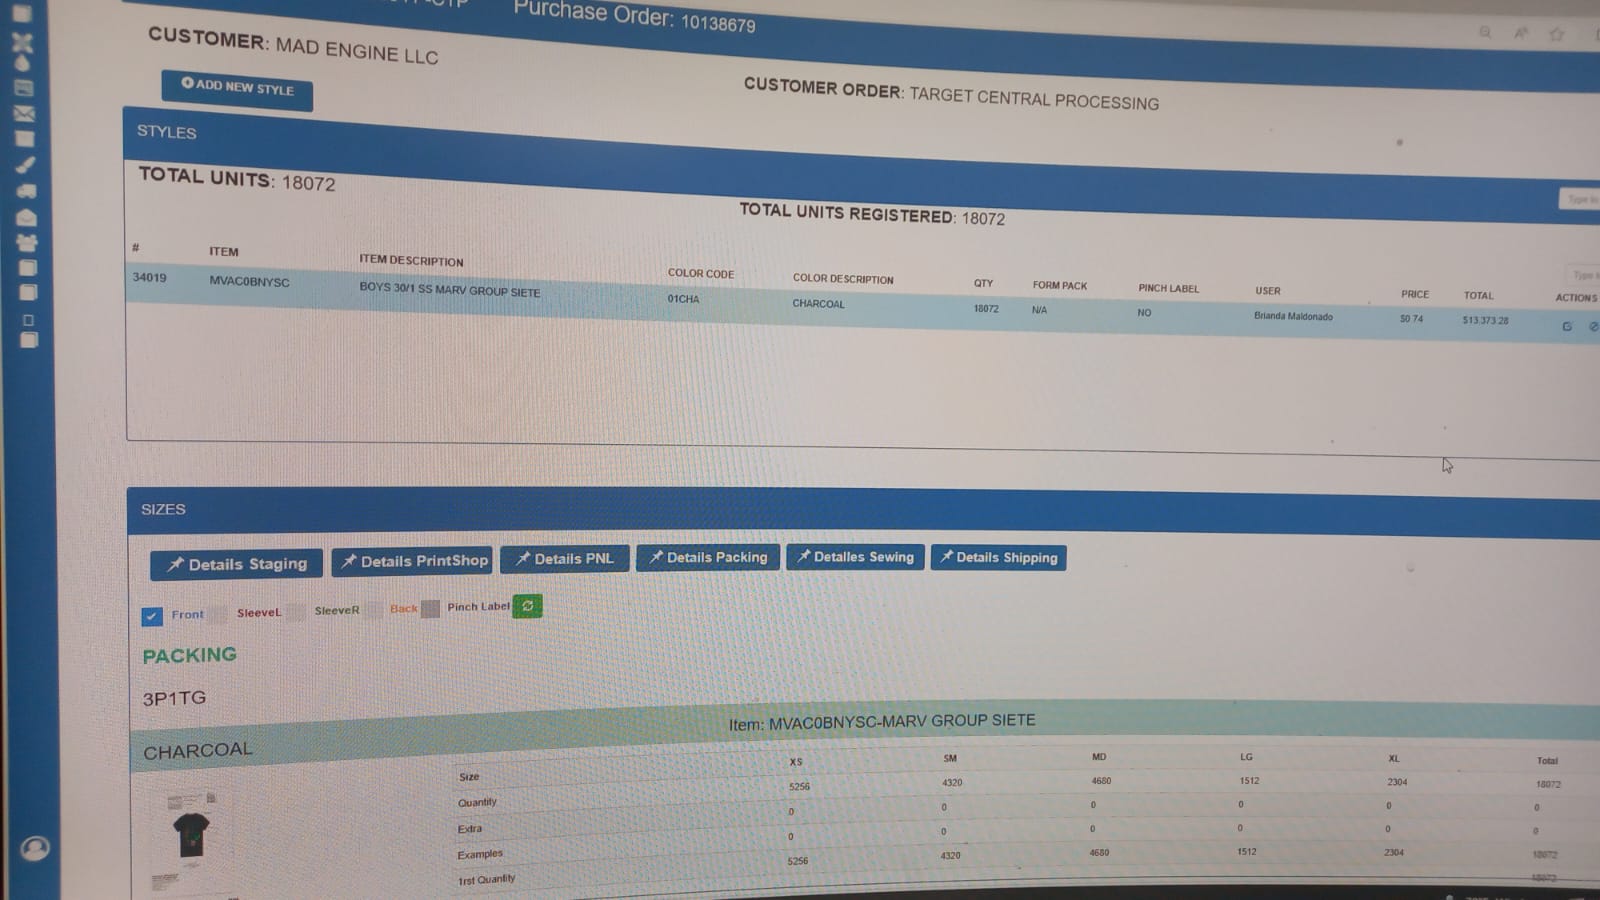 Purchase Order: 10138679
CUSTOMER: MAD ENGINE LLC
CUSTOMER ORDER: TARGET CENTRAL PROCESSING
ADD NEW STYLE
STYLES
TOTAL UNITS: 18072
TOTAL UNITS REGISTERED: 18072
# ITEM ITEM DESCRIPTION COLOR CODE COLOR DESCRIPTION QTY FORM PACK PINCH LABEL USER PRICE TOTAL ACTIONS
34019 MVAC0BNYSC BOYS 30/1 SS MARV GROUP SIETE 01CHA CHARCOAL 18072 N/A NO Brianda Maldonado $0.74 $13,373.28
SIZES
Details Staging Details PrintShop Details PNL Details Packing Detalles Sewing Details Shipping
Front SleeveL SleeveR Back Pinch Label
PACKING
3P1TG
Item: MVAC0BNYSC-MARV GROUP SIETE
CHARCOAL
Size XS SM MD LG XL Total
Quantity 5256 4320 4680 1512 2304 18072
Extra 0 0 0 0 0 0
Examples 0 0 0 0 0 0
1rst Quantity 5256 4320 4680 1512 2304 18072
18072